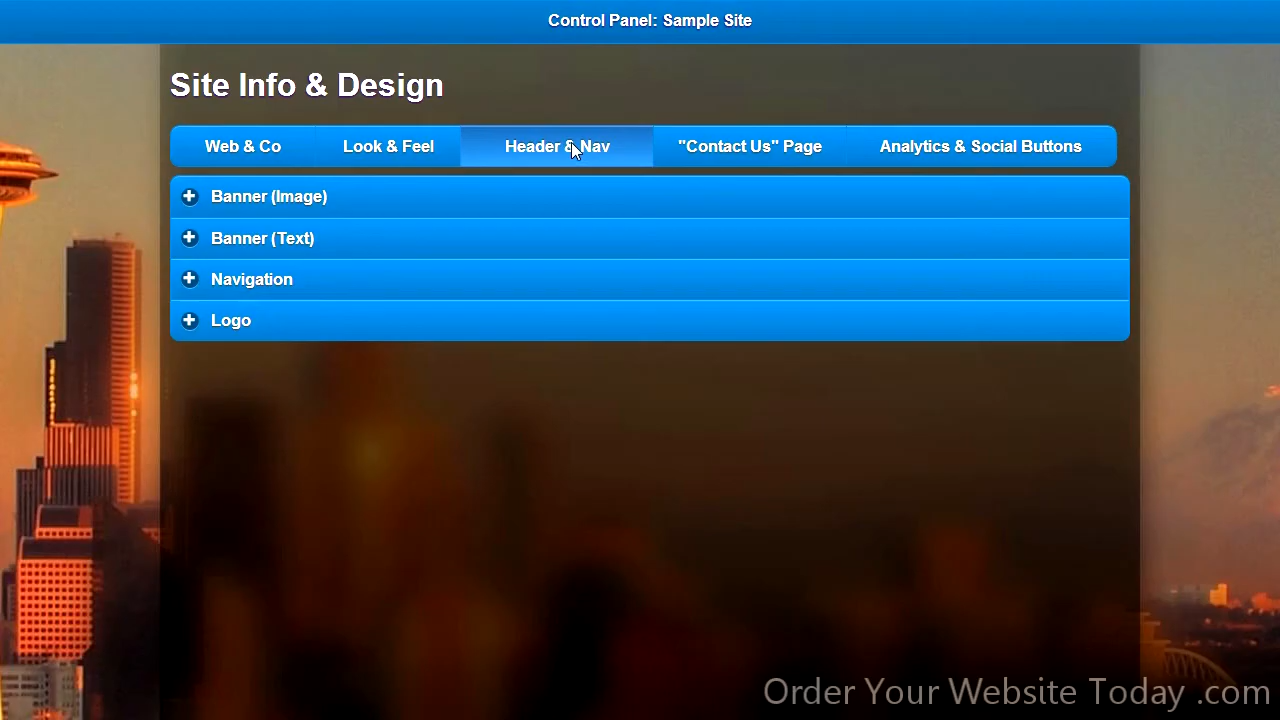 Control Panel: Sample Site
Site Info & Design
Web & Co
Look & Feel
Header & Nav
"Contact Us" Page
Analytics & Social Buttons
Banner (Image)
Banner (Text)
Navigation
Logo
Order Your Website Today .com